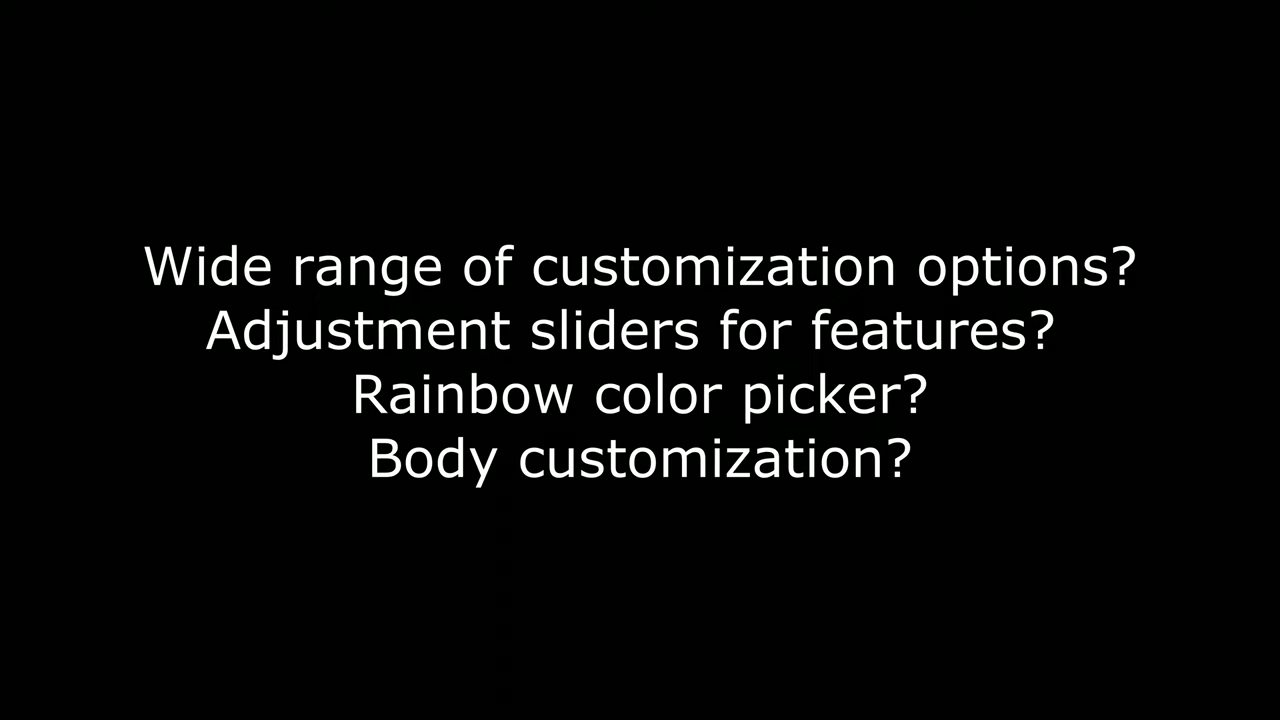 Wide range of customization options?
Adjustment sliders for features?
Rainbow color picker?
Body customization?